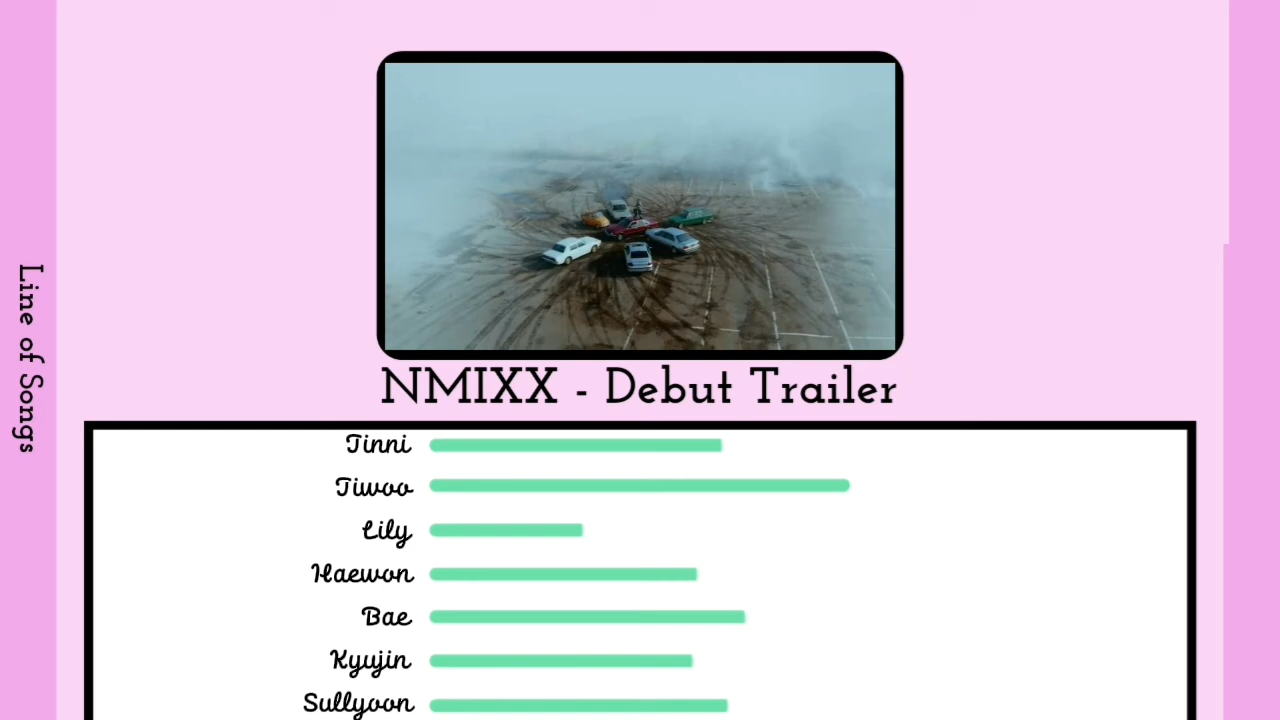 Line of Songs
NMIXX - Debut Trailer
Jinni
Jiwoo
Lily
Haewon
Bae
Kyujin
Sullyoon